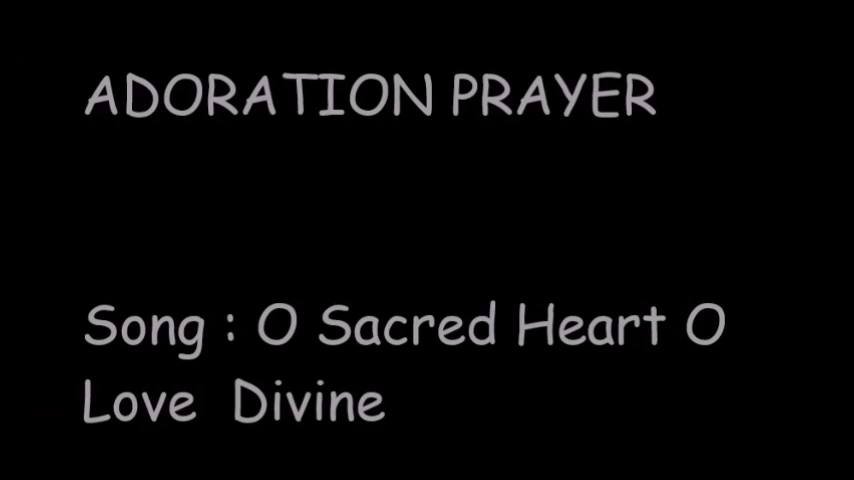 ADORATION PRAYER
Song : O Sacred Heart O
Love Divine